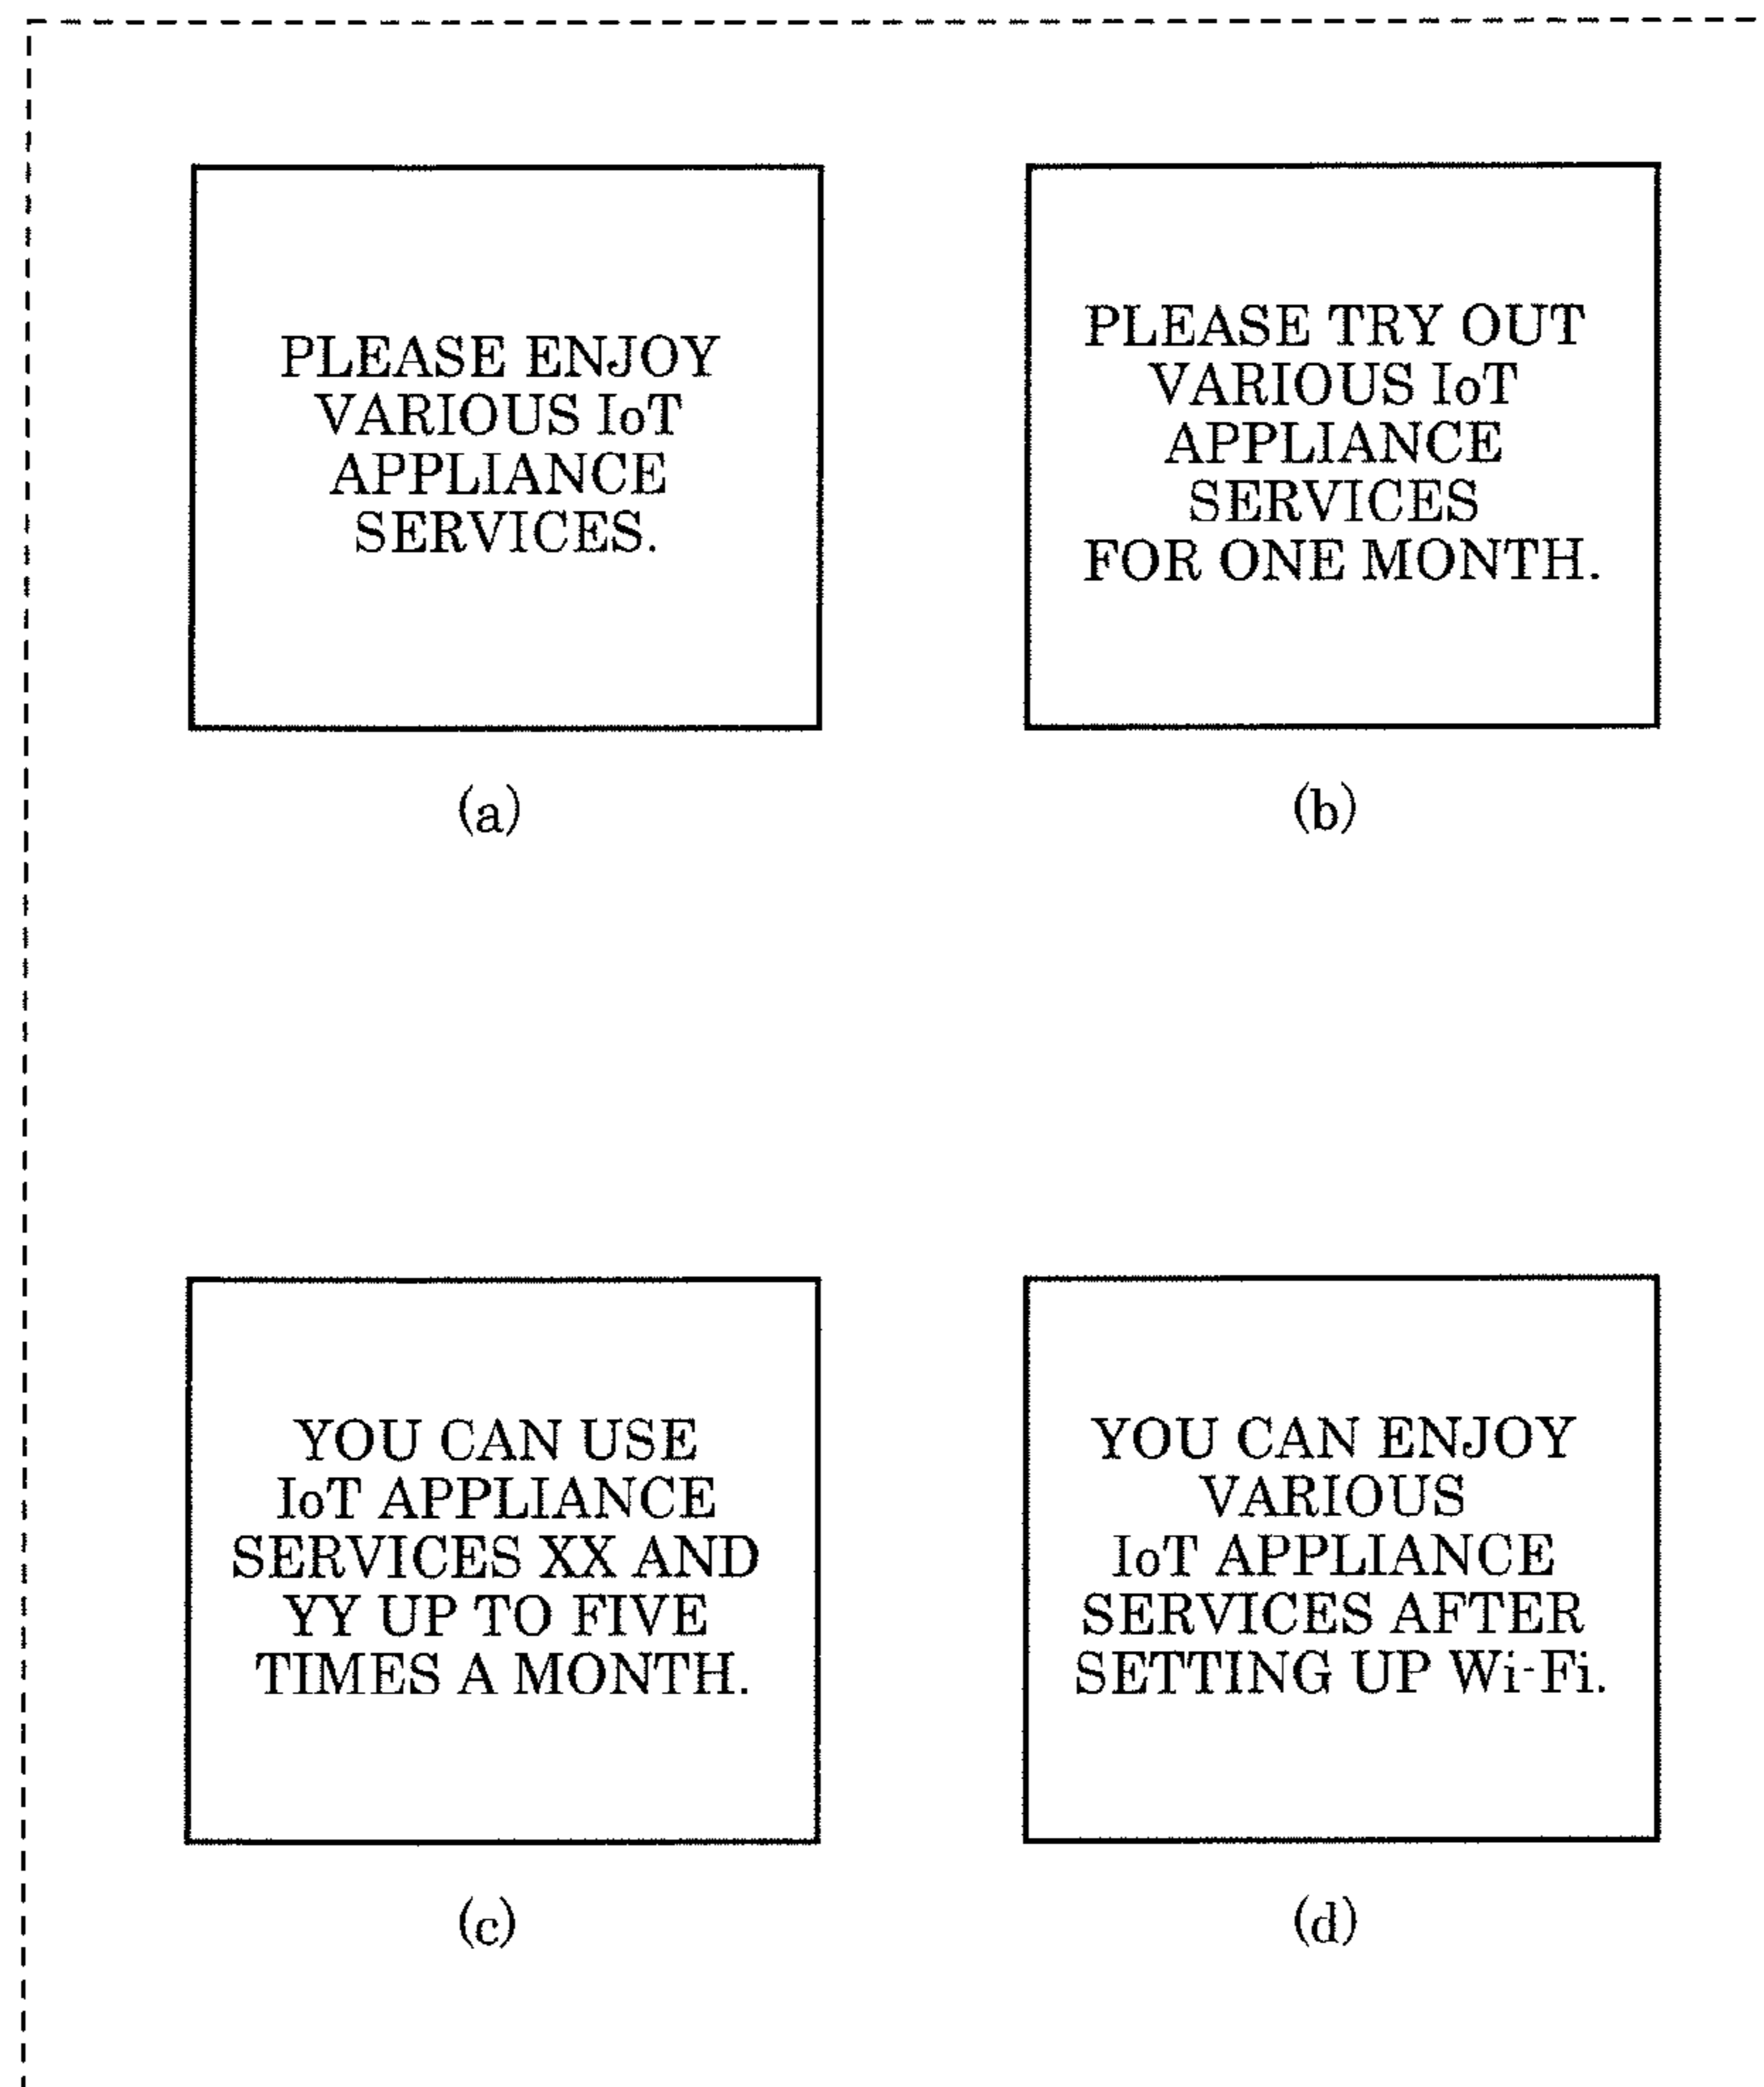 PLEASE ENJOY
VARIOUS IoT
APPLIANCE
SERVICES.
(a)
PLEASE TRY OUT
VARIOUS IoT
APPLIANCE
SERVICES
FOR ONE MONTH.
(b)
YOU CAN USE
IoT APPLIANCE
SERVICES XX AND
YY UP TO FIVE
TIMES A MONTH.
(c)
YOU CAN ENJOY
VARIOUS
IoT APPLIANCE
SERVICES AFTER
SETTING UP Wi-Fi.
(d)